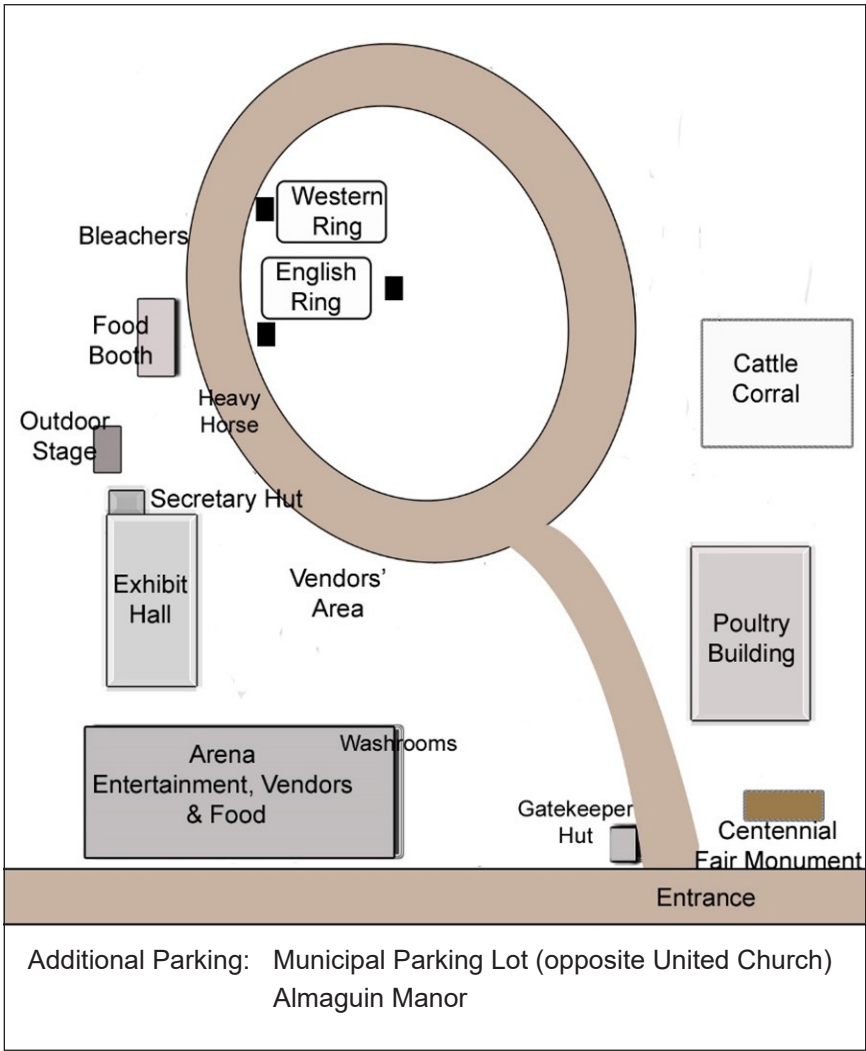 Western
Ring
Bleachers
English
Ring
Food
Booth
Cattle
Corral
Heavy
Horse
Outdoor
Stage
Secretary Hut
Exhibit
Hall
Vendors’
Area
Poultry
Building
Washrooms
Arena
Entertainment, Vendors
& Food
Gatekeeper
Hut
Centennial
Fair Monument
Entrance
Additional Parking: Municipal Parking Lot (opposite United Church)
Almaguin Manor